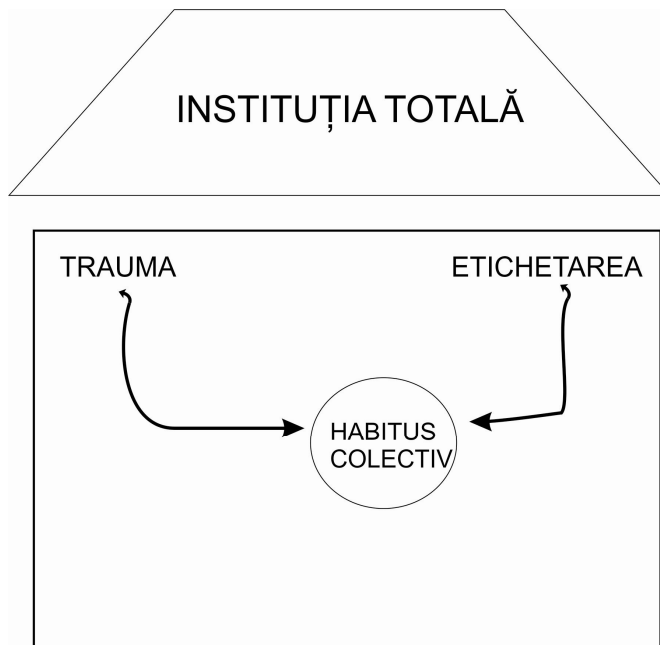 INSTITUȚIA TOTALĂ
TRAUMA
ETICHETAREA
HABITUS
COLECTIV